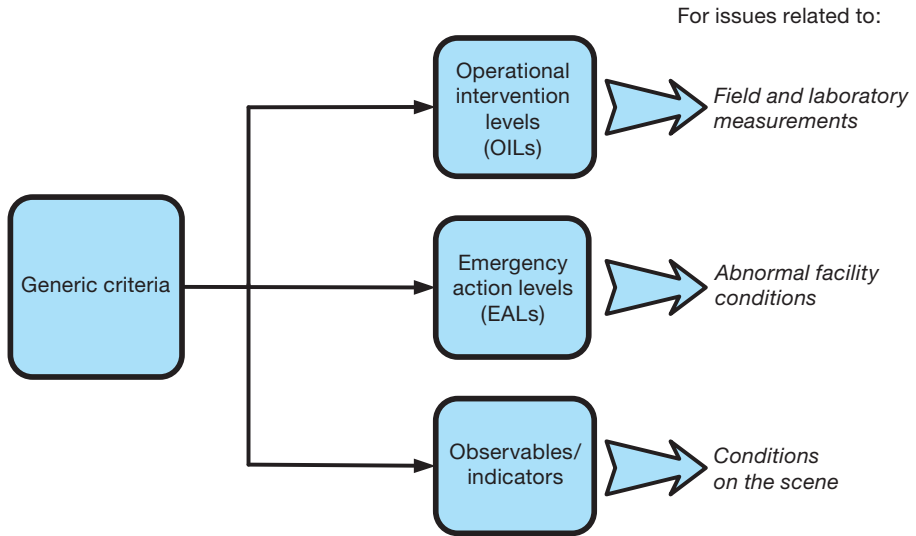 For issues related to:
Operational
intervention
levels
(OILs)
Field and laboratory
measurements
Generic criteria
Emergency
action levels
(EALs)
Abnormal facility
conditions
Observables/
indicators
Conditions
on the scene